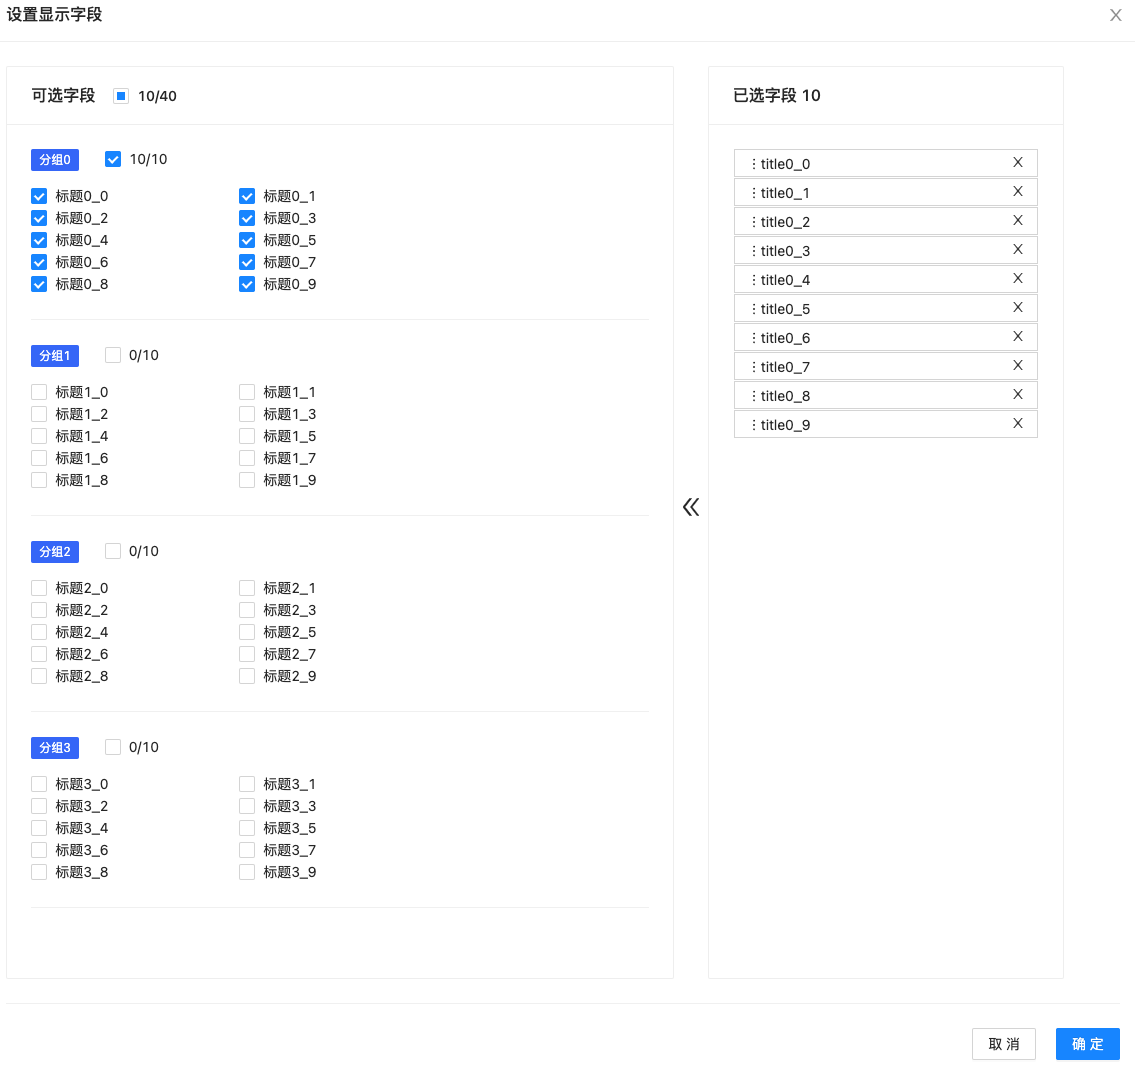 设置显示字段 X
可选字段 10/40
分组0 10/10
标题0_0 标题0_1
标题0_2 标题0_3
标题0_4 标题0_5
标题0_6 标题0_7
标题0_8 标题0_9
分组1 0/10
标题1_0 标题1_1
标题1_2 标题1_3
标题1_4 标题1_5
标题1_6 标题1_7
标题1_8 标题1_9
分组2 0/10
标题2_0 标题2_1
标题2_2 标题2_3
标题2_4 标题2_5
标题2_6 标题2_7
标题2_8 标题2_9
分组3 0/10
标题3_0 标题3_1
标题3_2 标题3_3
标题3_4 标题3_5
标题3_6 标题3_7
标题3_8 标题3_9
«
已选字段 10
⋮title0_0 X
⋮title0_1 X
⋮title0_2 X
⋮title0_3 X
⋮title0_4 X
⋮title0_5 X
⋮title0_6 X
⋮title0_7 X
⋮title0_8 X
⋮title0_9 X
取 消 确 定